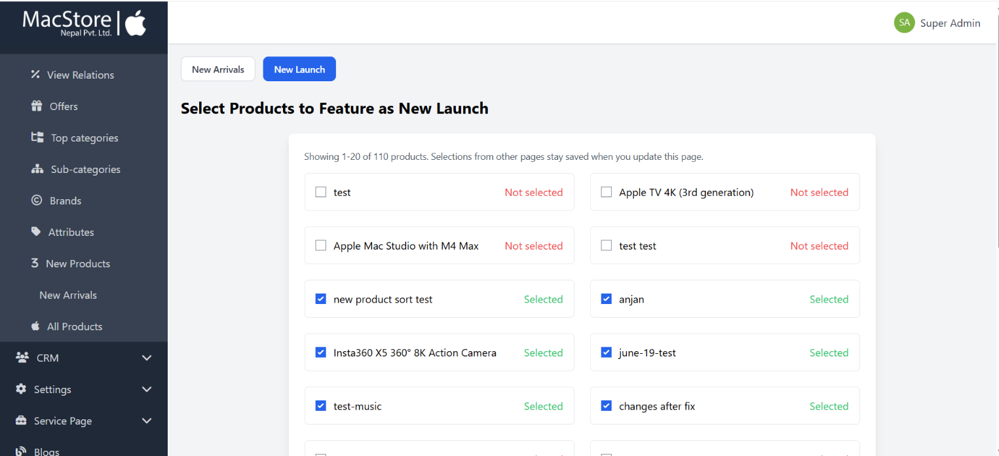 MacStore
Nepal Pvt. Ltd.
SA Super Admin
View Relations
Offers
Top categories
Sub-categories
Brands
Attributes
3 New Products
New Arrivals
All Products
CRM
Settings
Service Page
Blogs
New Arrivals
New Launch
Select Products to Feature as New Launch
Showing 1-20 of 110 products. Selections from other pages stay saved when you update this page.
test Not selected
Apple TV 4K (3rd generation) Not selected
Apple Mac Studio with M4 Max Not selected
test test Not selected
new product sort test Selected
anjan Selected
Insta360 X5 360° 8K Action Camera Selected
june-19-test Selected
test-music Selected
changes after fix Selected